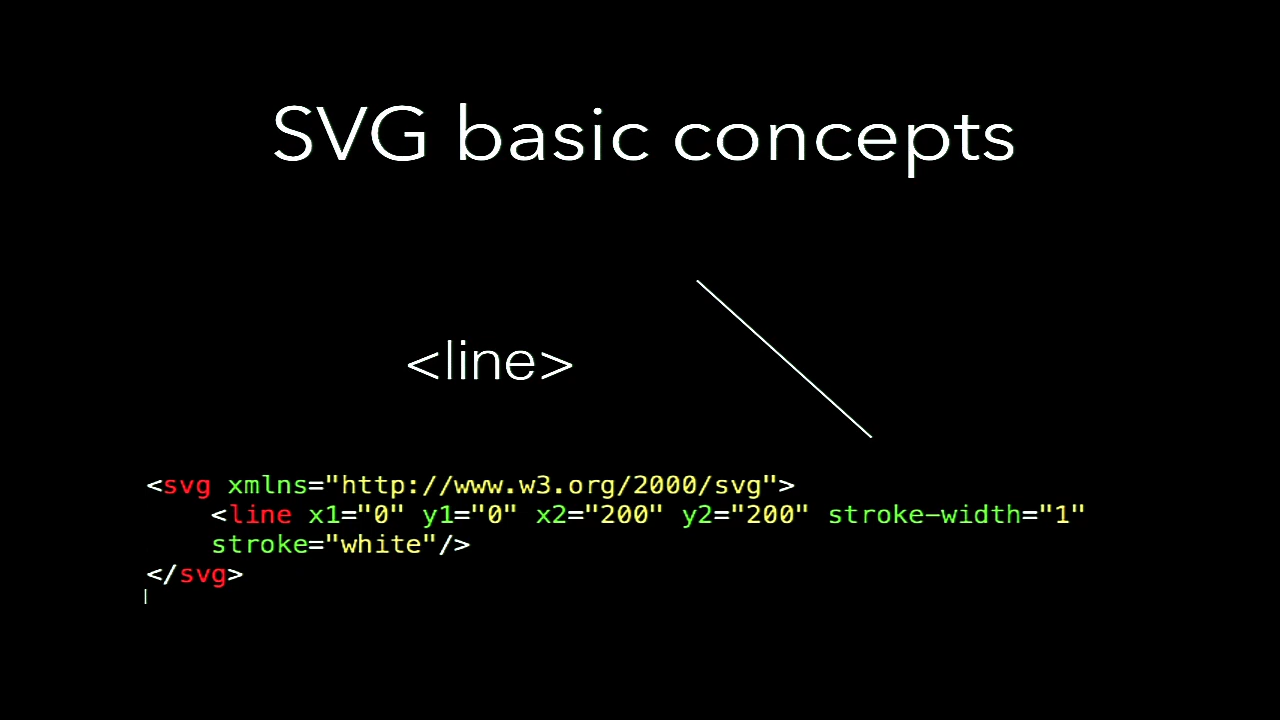 SVG basic concepts
<line>
<svg xmlns="http://www.w3.org/2000/svg">
<line x1="0" y1="0" x2="200" y2="200" stroke-width="1"
stroke="white"/>
</svg>